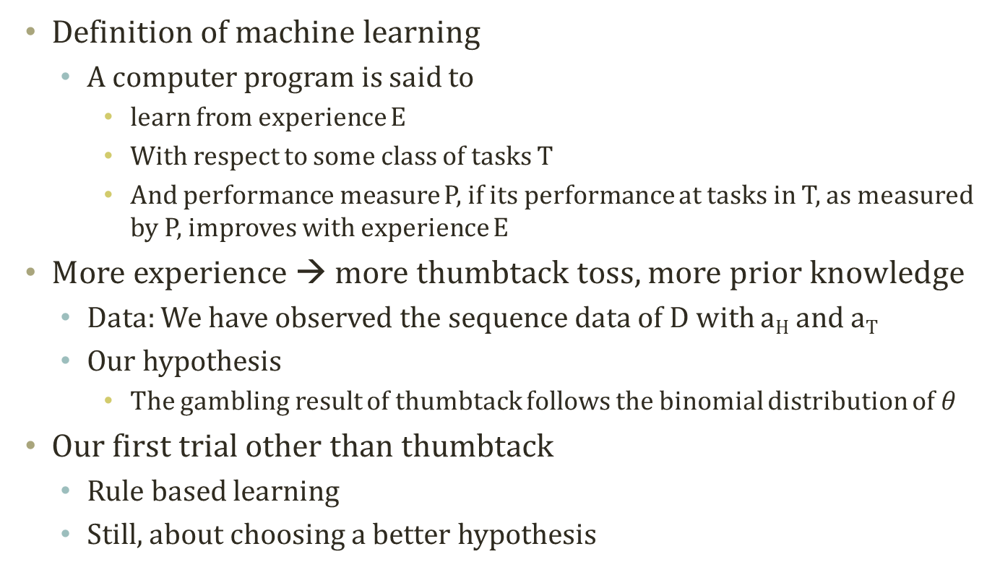 • Definition of machine learning
• A computer program is said to
• learn from experience E
• With respect to some class of tasks T
• And performance measure P, if its performance at tasks in T, as measured
by P, improves with experience E
• More experience → more thumbtack toss, more prior knowledge
• Data: We have observed the sequence data of D with a_H and a_T
• Our hypothesis
• The gambling result of thumbtack follows the binomial distribution of θ
• Our first trial other than thumbtack
• Rule based learning
• Still, about choosing a better hypothesis